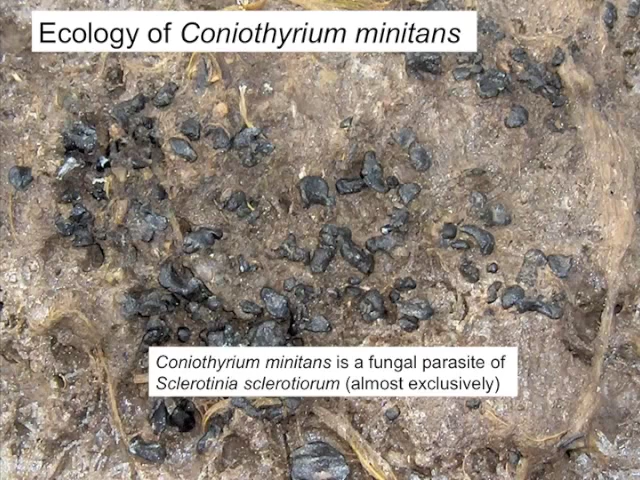 Ecology of Coniothyrium minitans
Coniothyrium minitans is a fungal parasite of
Sclerotinia sclerotiorum (almost exclusively)